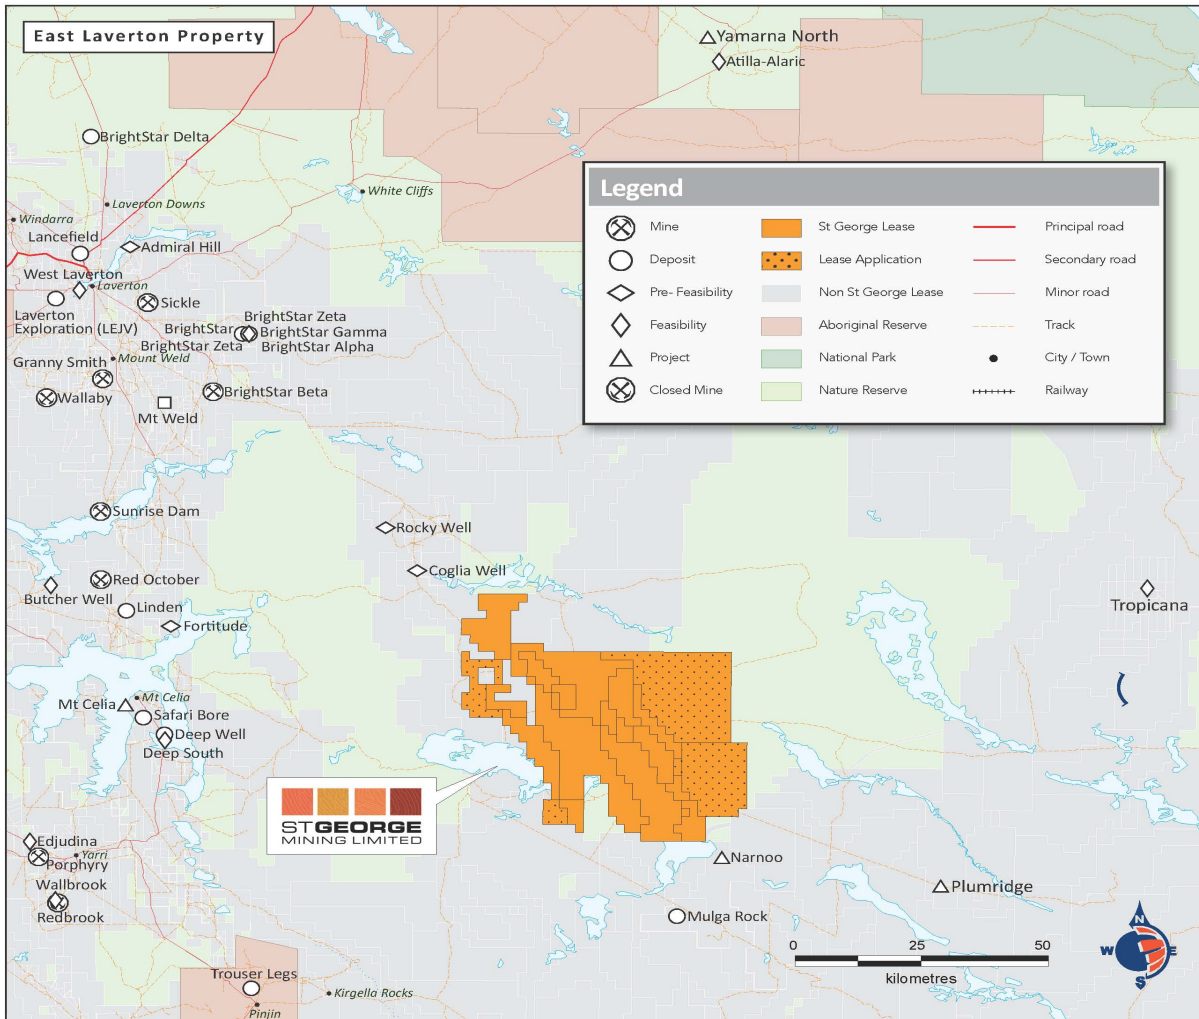 East Laverton Property
Yamarna North
Atilla-Alaric
BrightStar Delta
White Cliffs
Laverton Downs
Windarra
Lancefield
Admiral Hill
West Laverton
Laverton
Sickle
Laverton
Exploration (LEJV)
BrightStar Zeta
BrightStar
BrightStar Gamma
BrightStar Zeta
BrightStar Alpha
Mount Weld
Granny Smith
Wallaby
BrightStar Beta
Mt Weld
Legend
Mine
St George Lease
Principal road
Deposit
Lease Application
Secondary road
Pre- Feasibility
Non St George Lease
Minor road
Feasibility
Aboriginal Reserve
Track
Project
National Park
City / Town
Closed Mine
Nature Reserve
Railway
Sunrise Dam
Rocky Well
Coglia Well
Red October
Butcher Well
Linden
Fortitude
Tropicana
Mt Celia
Mt Celia
Safari Bore
Deep Well
Deep South
STGEORGE
MINING LIMITED
Edjudina
Yarri
Porphyry
Wallbrook
Redbrook
Narnoo
Plumridge
Mulga Rock
Trouser Legs
Kirgella Rocks
Pinjin
0 25 50
kilometres
N
W E
S